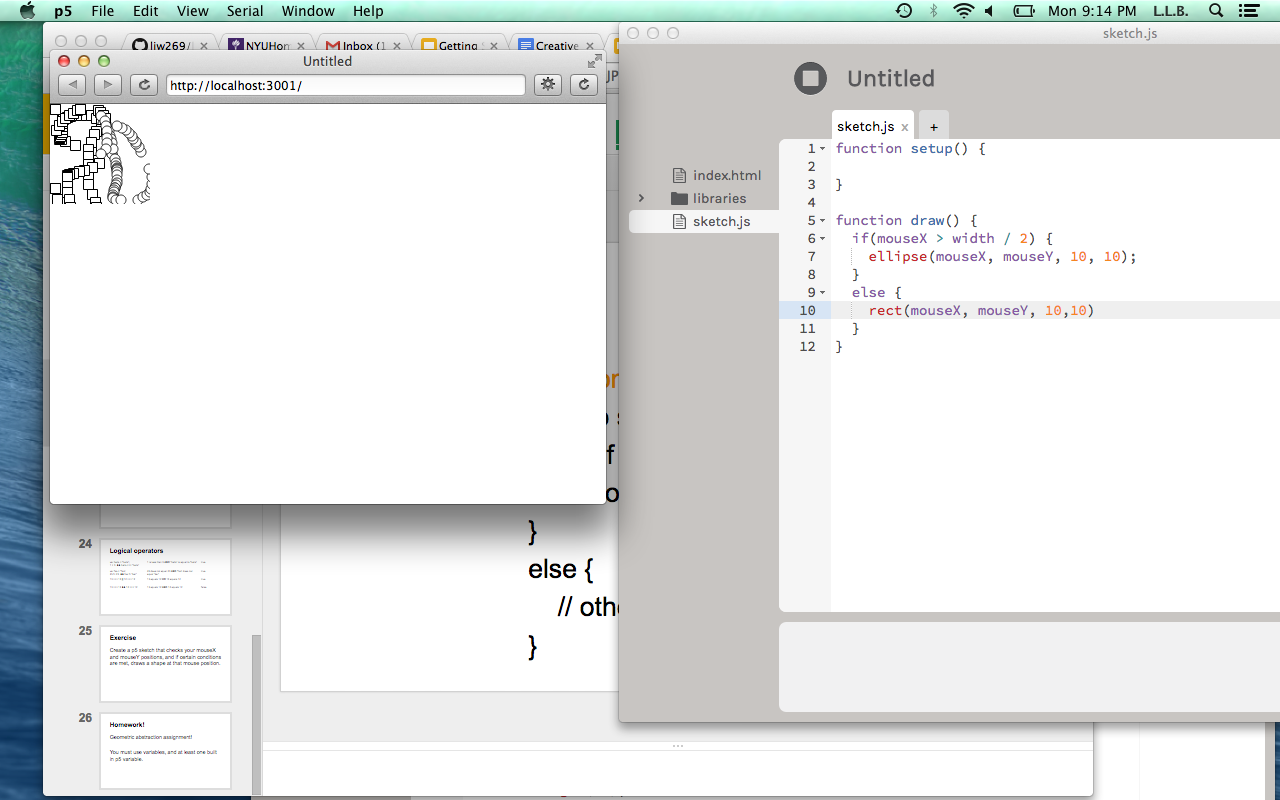 p5 File Edit View Serial Window Help Mon 9:14 PM L.L.B.
sketch.js
ljw269/ NYUHom Inbox (1 Getting Creative
Untitled
http://localhost:3001/
JP
Untitled
sketch.js x +
index.html
libraries
sketch.js
1 function setup() {
2
3 }
4
5 function draw() {
6 if(mouseX > width / 2) {
7 ellipse(mouseX, mouseY, 10, 10);
8 }
9 else {
10 rect(mouseX, mouseY, 10,10)
11 }
12 }
}
else {
// othe
}
24
Logical operators
25
Exercise
Create a p5 sketch that checks your mouseX
and mouseY positions, and if certain conditions
are met, draws a shape at that mouse position.
26
Homework!
Geometric abstraction assignment!
You must use variables, and at least one built
in p5 variable.